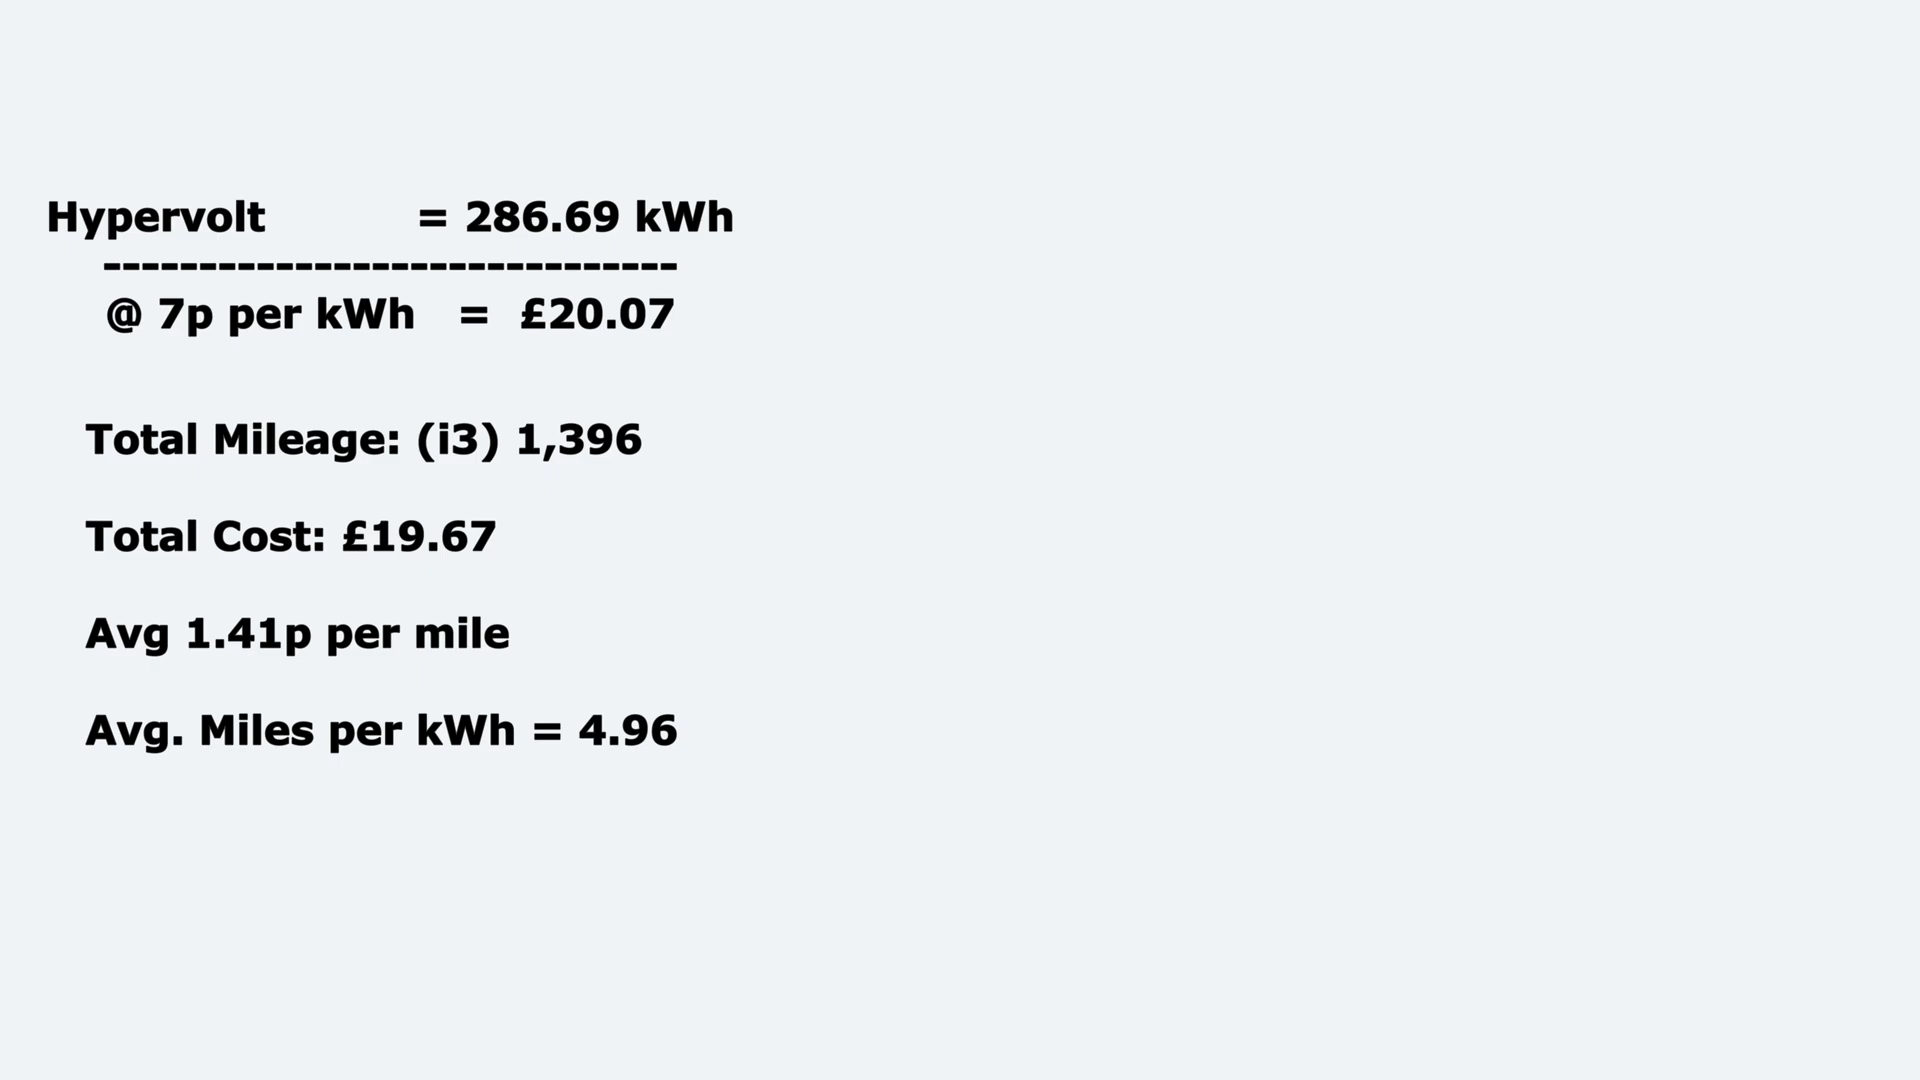 Hypervolt = 286.69 kWh
------------------------------
@ 7p per kWh = £20.07
Total Mileage: (i3) 1,396
Total Cost: £19.67
Avg 1.41p per mile
Avg. Miles per kWh = 4.96